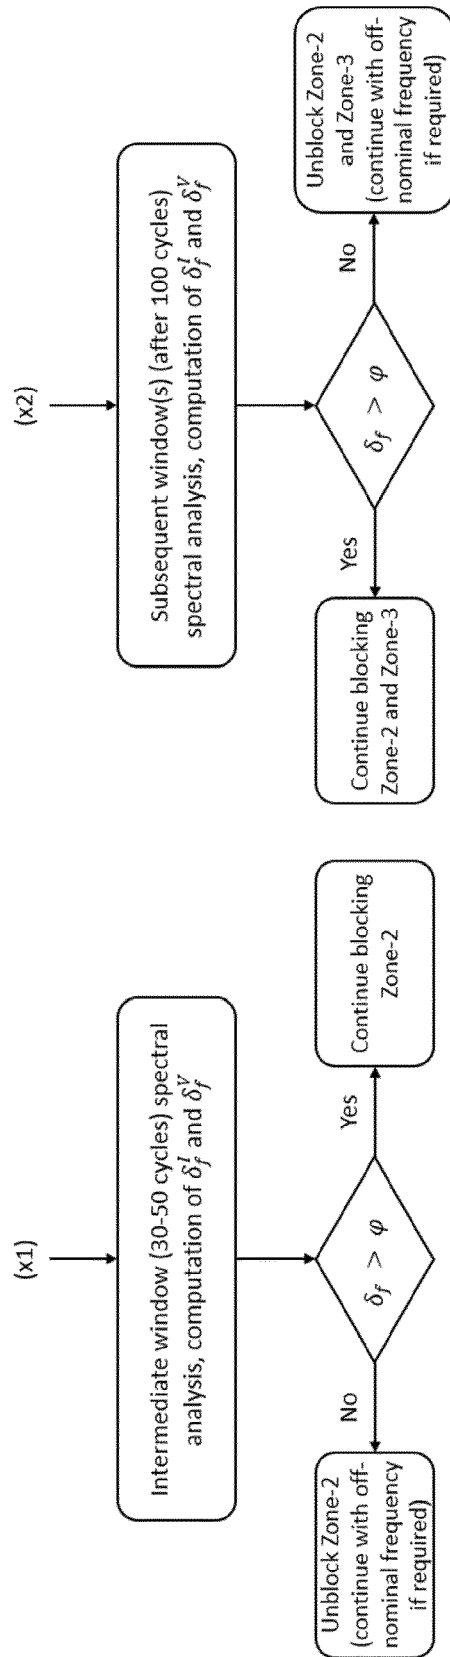 (x1)
Intermediate window (30-50 cycles) spectral
analysis, computation of δ_f^I and δ_f^V
δ_f > φ
No
Yes
Unblock Zone-2
(continue with off-
nominal frequency
if required)
Continue blocking
Zone-2
(x2)
Subsequent window(s) (after 100 cycles)
spectral analysis, computation of δ_f^I and δ_f^V
δ_f > φ
Yes
No
Continue blocking
Zone-2 and Zone-3
Unblock Zone-2
and Zone-3
(continue with off-
nominal frequency
if required)